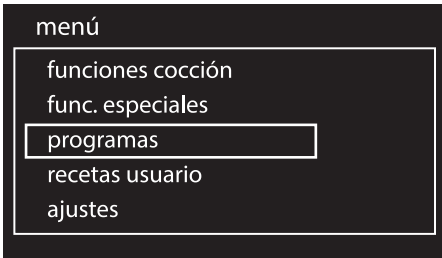 menú
funciones cocción
func. especiales
programas
recetas usuario
ajustes